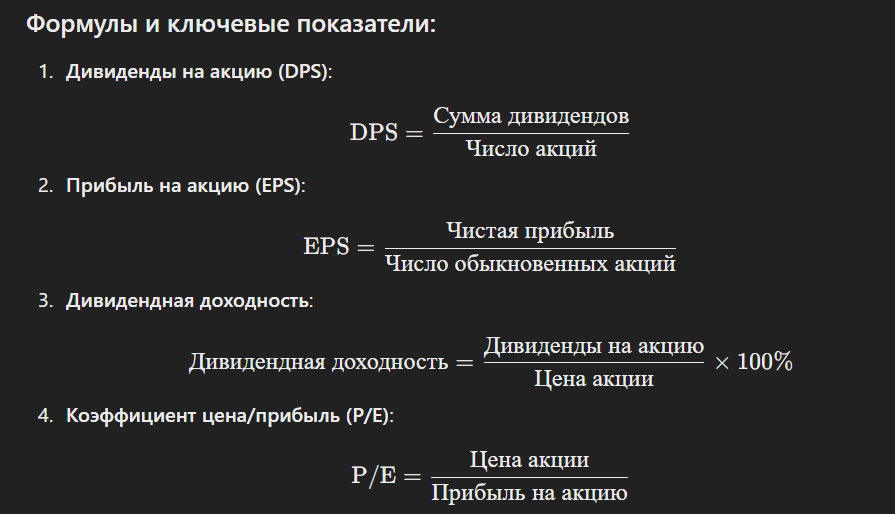 Формулы и ключевые показатели:
1. Дивиденды на акцию (DPS):
DPS = Сумма дивидендов / Число акций
2. Прибыль на акцию (EPS):
EPS = Чистая прибыль / Число обыкновенных акций
3. Дивидендная доходность:
Дивидендная доходность = Дивиденды на акцию / Цена акции × 100%
4. Коэффициент цена/прибыль (P/E):
P/E = Цена акции / Прибыль на акцию